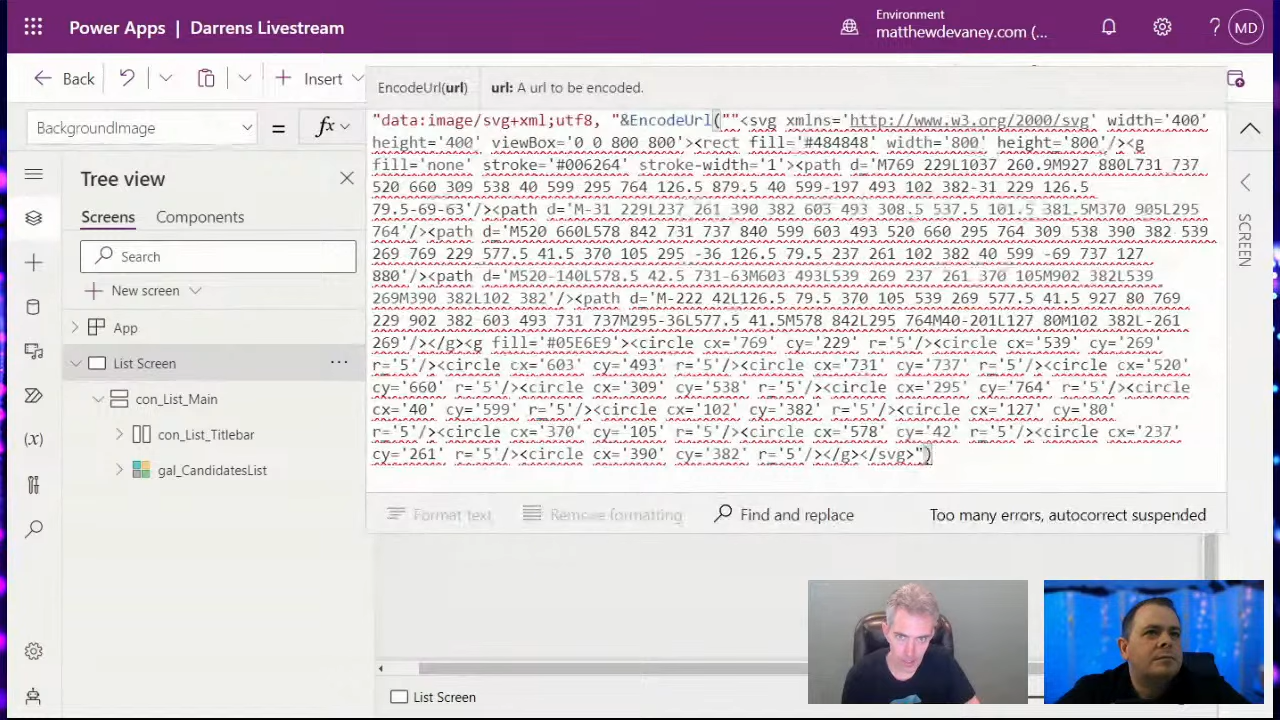 Power Apps | Darrens Livestream
Environment
matthewdevaney.com (...
MD
Back
Insert
EncodeUrl(url) url: A url to be encoded.
BackgroundImage
= fx
"data:image/svg+xml;utf8, "&EncodeUrl(""<svg xmlns='http://www.w3.org/2000/svg' width='400'
height='400' viewBox='0 0 800 800'><rect fill='#484848' width='800' height='800'/><g
fill='none' stroke='#006264' stroke-width='1'><path d='M769 229L1037 260.9M927 880L731 737
520 660 309 538 40 599 295 764 126.5 879.5 40 599-197 493 102 382-31 229 126.5
79.5-69-63'/><path d='M-31 229L237 261 390 382 603 493 308.5 537.5 101.5 381.5M370 905L295
764'/><path d='M520 660L578 842 731 737 840 599 603 493 520 660 295 764 309 538 390 382 539
269 769 229 577.5 41.5 370 105 295 -36 126.5 79.5 237 261 102 382 40 599 -69 737 127
880'/><path d='M520-140L578.5 42.5 731-63M603 493L539 269 237 261 370 105M902 382L539
269M390 382L102 382'/><path d='M-222 42L126.5 79.5 370 105 539 269 577.5 41.5 927 80 769
229 902 382 603 493 731 737M295-36L577.5 41.5M578 842L295 764M40-201L127 80M102 382L-261
269'/></g><g fill='#05E6E9'><circle cx='769' cy='229' r='5'/><circle cx='539' cy='269'
r='5'/><circle cx='603' cy='493' r='5'/><circle cx='731' cy='737' r='5'/><circle cx='520'
cy='660' r='5'/><circle cx='309' cy='538' r='5'/><circle cx='295' cy='764' r='5'/><circle
cx='40' cy='599' r='5'/><circle cx='102' cy='382' r='5'/><circle cx='127' cy='80'
r='5'/><circle cx='370' cy='105' r='5'/><circle cx='578' cy='42' r='5'/><circle cx='237'
cy='261' r='5'/><circle cx='390' cy='382' r='5'/></g></svg>")
Format text Remove formatting Find and replace Too many errors, autocorrect suspended
Tree view
Screens Components
Search
New screen
App
List Screen
con_List_Main
con_List_Titlebar
gal_CandidatesList
SCREEN
List Screen